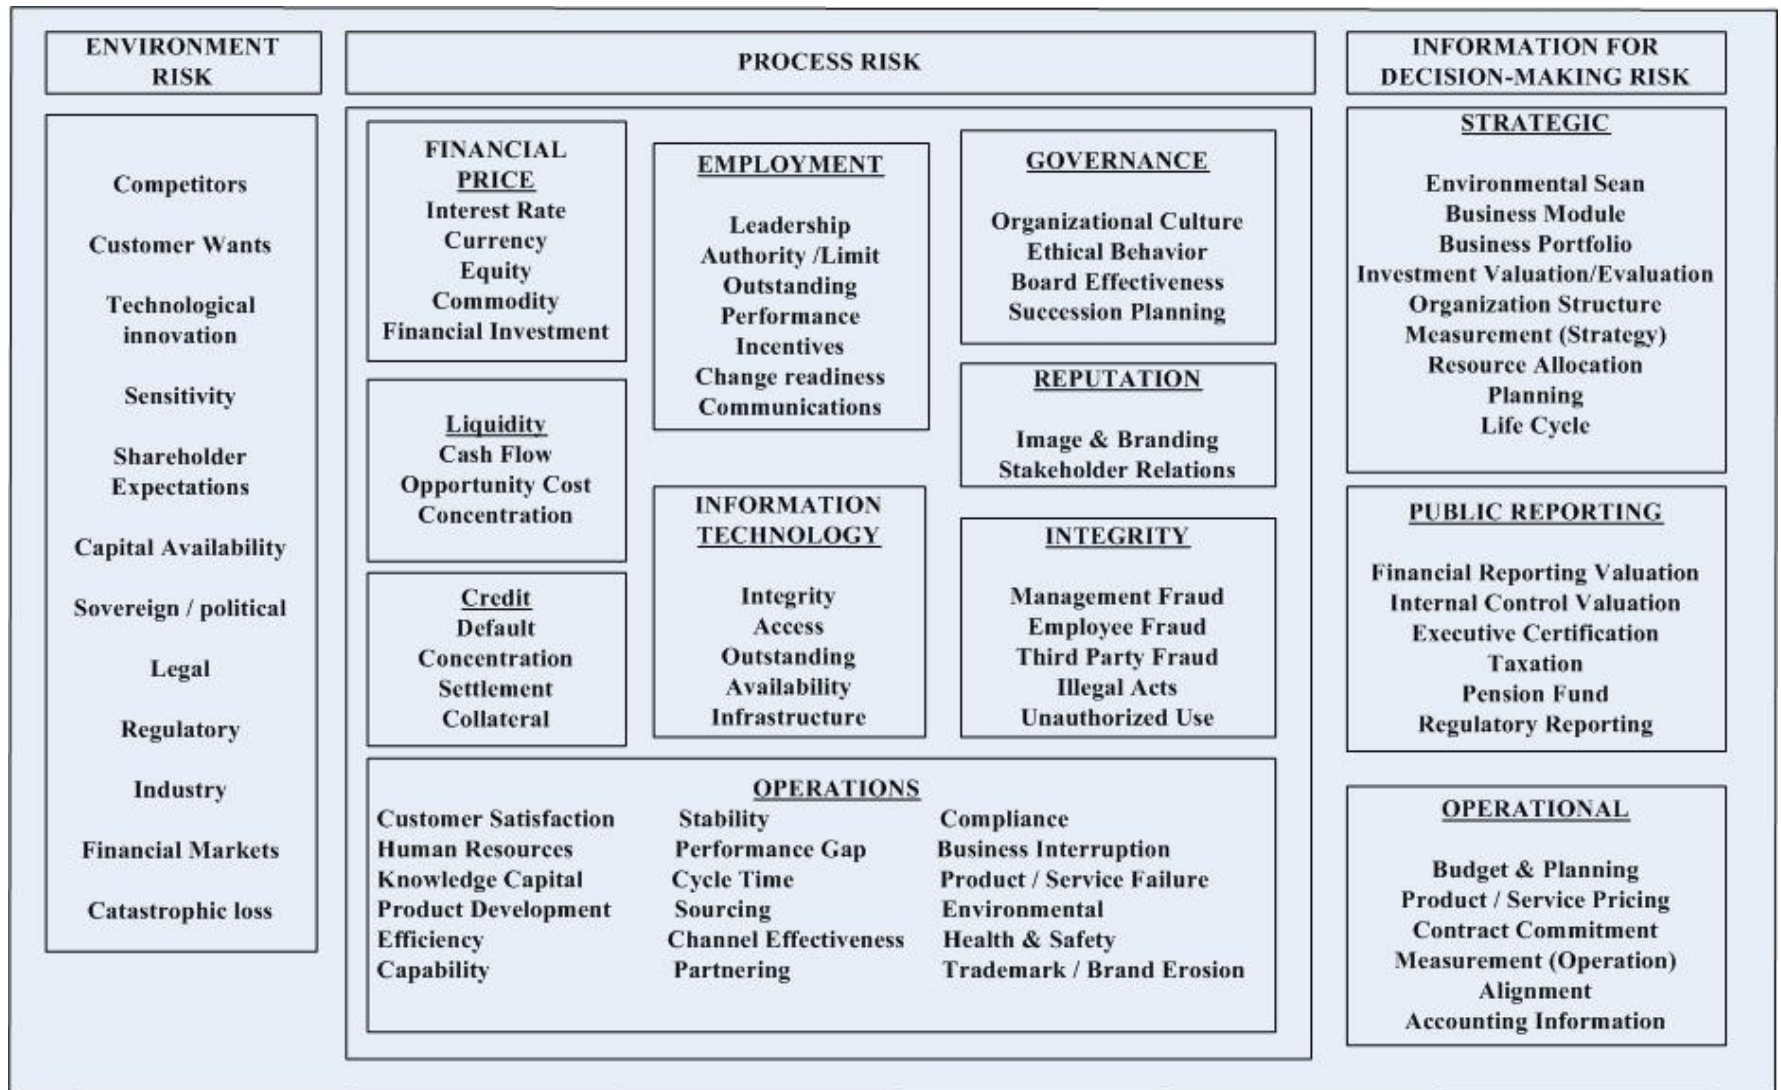 ENVIRONMENT
RISK
Competitors
Customer Wants
Technological
innovation
Sensitivity
Shareholder
Expectations
Capital Availability
Sovereign / political
Legal
Regulatory
Industry
Financial Markets
Catastrophic loss
PROCESS RISK
FINANCIAL
PRICE
Interest Rate
Currency
Equity
Commodity
Financial Investment
Liquidity
Cash Flow
Opportunity Cost
Concentration
Credit
Default
Concentration
Settlement
Collateral
EMPLOYMENT
Leadership
Authority /Limit
Outstanding
Performance
Incentives
Change readiness
Communications
INFORMATION
TECHNOLOGY
Integrity
Access
Outstanding
Availability
Infrastructure
GOVERNANCE
Organizational Culture
Ethical Behavior
Board Effectiveness
Succession Planning
REPUTATION
Image & Branding
Stakeholder Relations
INTEGRITY
Management Fraud
Employee Fraud
Third Party Fraud
Illegal Acts
Unauthorized Use
OPERATIONS
Customer Satisfaction
Human Resources
Knowledge Capital
Product Development
Efficiency
Capability
Stability
Performance Gap
Cycle Time
Sourcing
Channel Effectiveness
Partnering
Compliance
Business Interruption
Product / Service Failure
Environmental
Health & Safety
Trademark / Brand Erosion
INFORMATION FOR
DECISION-MAKING RISK
STRATEGIC
Environmental Sean
Business Module
Business Portfolio
Investment Valuation/Evaluation
Organization Structure
Measurement (Strategy)
Resource Allocation
Planning
Life Cycle
PUBLIC REPORTING
Financial Reporting Valuation
Internal Control Valuation
Executive Certification
Taxation
Pension Fund
Regulatory Reporting
OPERATIONAL
Budget & Planning
Product / Service Pricing
Contract Commitment
Measurement (Operation)
Alignment
Accounting Information